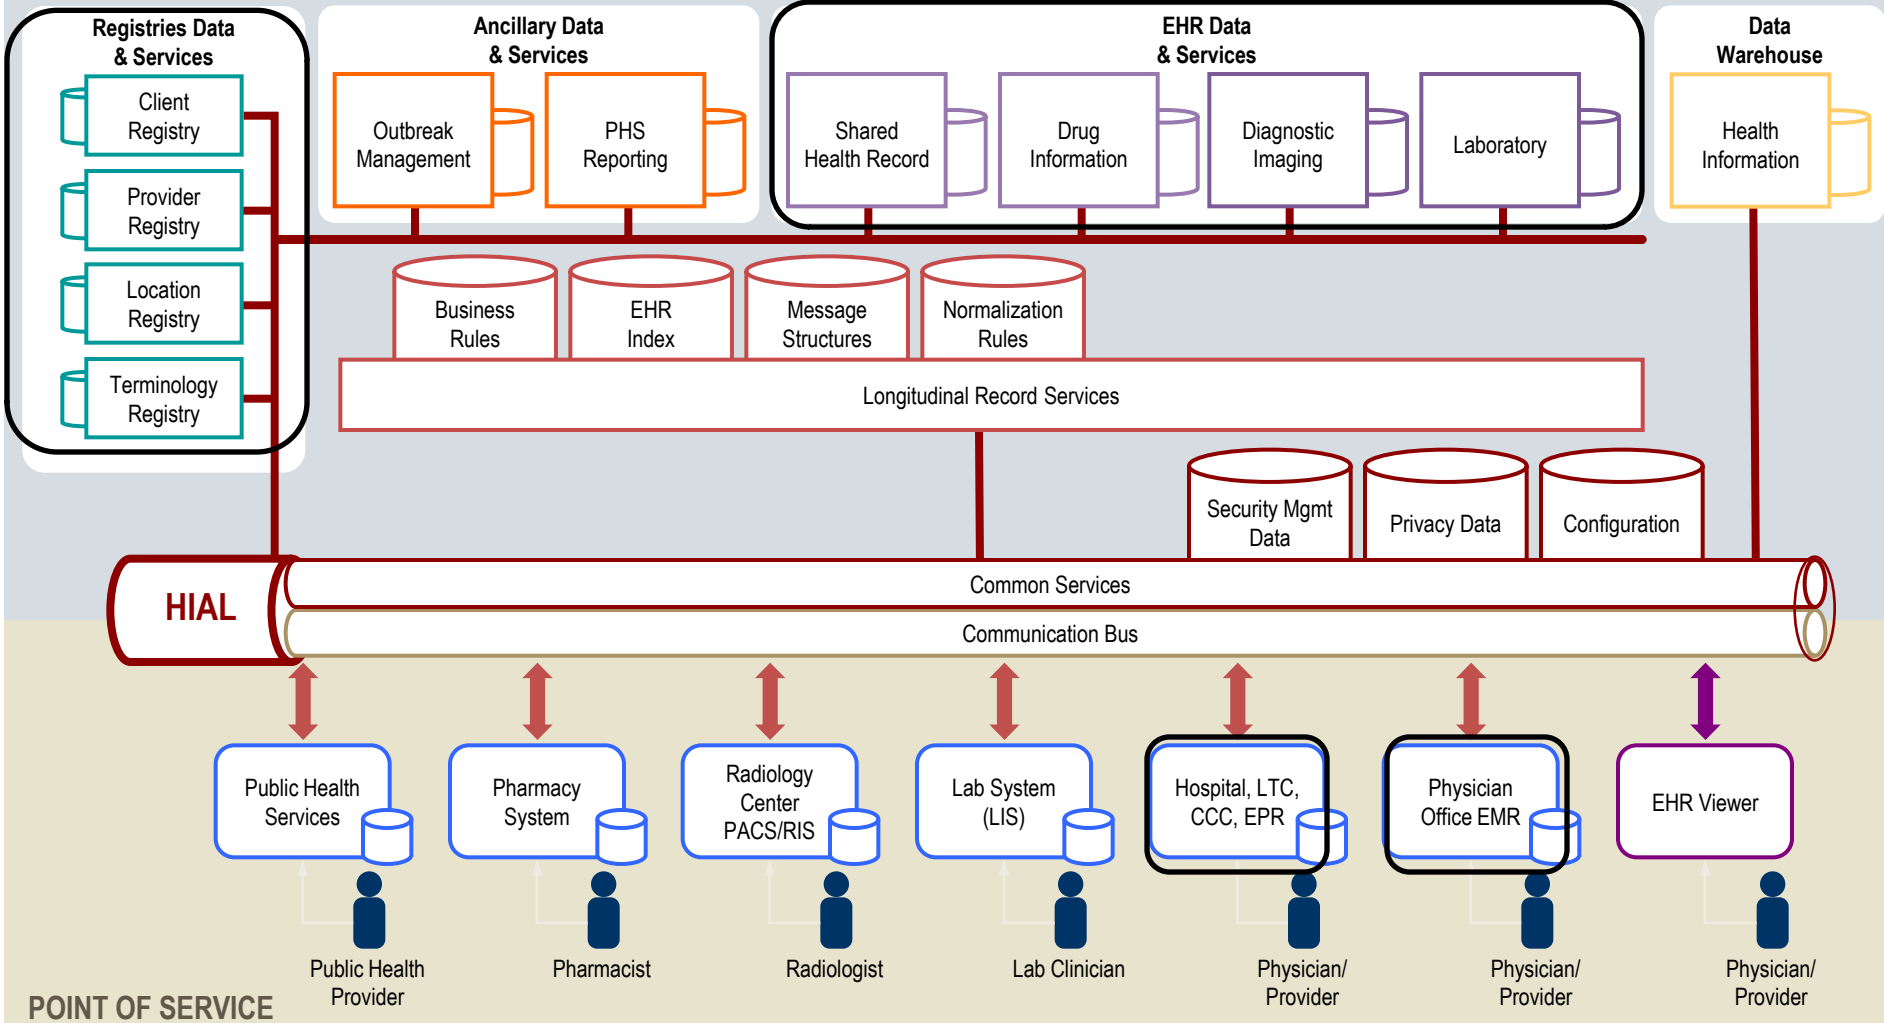 Registries Data
& Services
Ancillary Data
& Services
EHR Data
& Services
Data
Warehouse
Client
Registry
Provider
Registry
Location
Registry
Terminology
Registry
Outbreak
Management
PHS
Reporting
Shared
Health Record
Drug
Information
Diagnostic
Imaging
Laboratory
Health
Information
Business
Rules
EHR
Index
Message
Structures
Normalization
Rules
Longitudinal Record Services
Security Mgmt
Data
Privacy Data
Configuration
HIAL
Common Services
Communication Bus
Public Health
Services
Pharmacy
System
Radiology
Center
PACS/RIS
Lab System
(LIS)
Hospital, LTC,
CCC, EPR
Physician
Office EMR
EHR Viewer
Public Health
Provider
Pharmacist
Radiologist
Lab Clinician
Physician/
Provider
Physician/
Provider
Physician/
Provider
POINT OF SERVICE